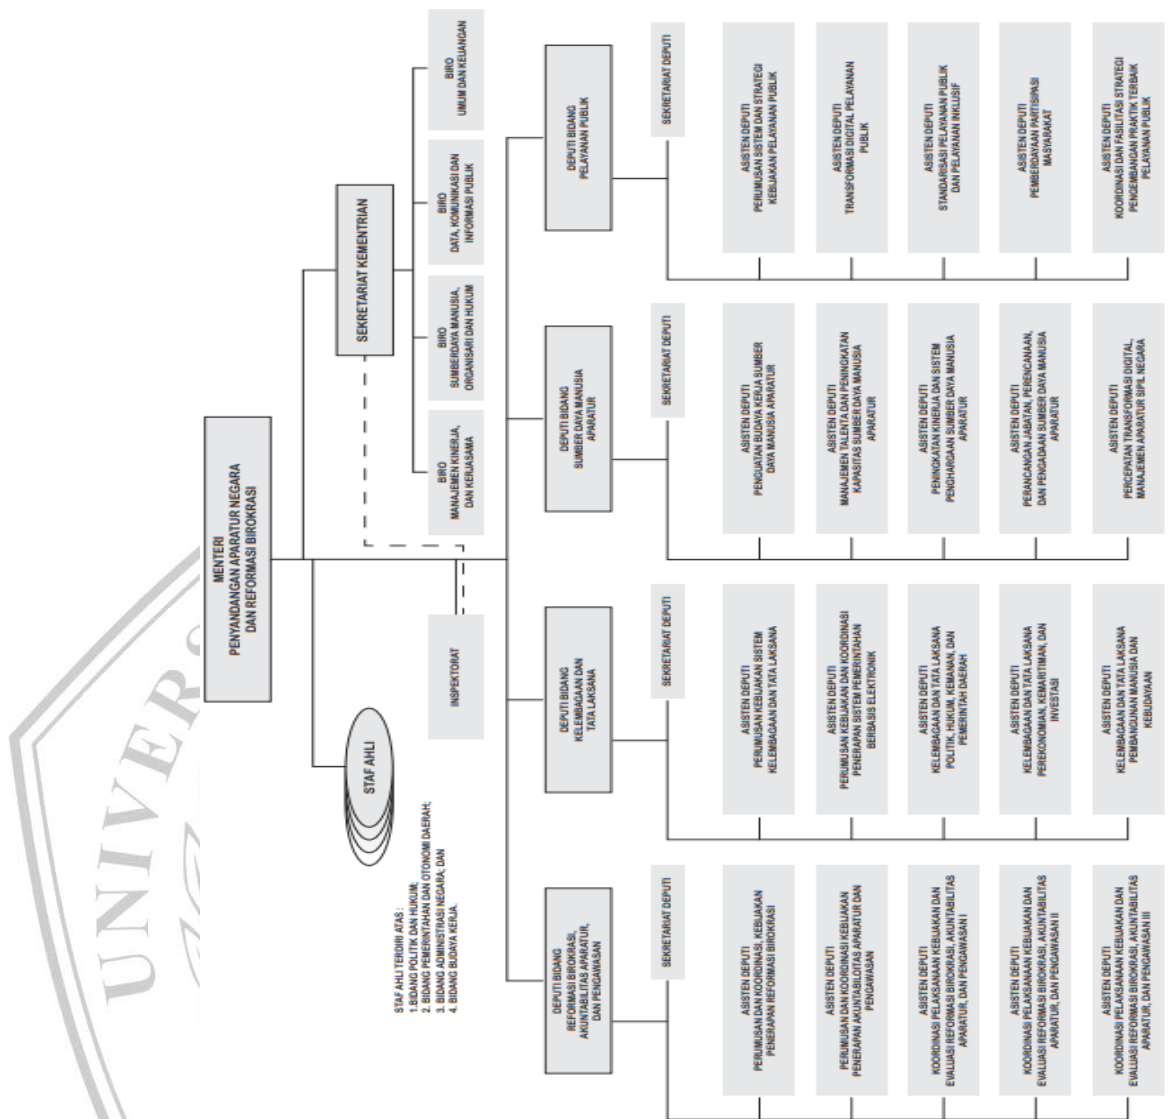 MENTERI
PENYANDANGAN APARATUR NEGARA
DAN REFORMASI BIROKRASI
STAF AHLI
STAF AHLI TERDIRI ATAS :
1. BIDANG POLITIK DAN HUKUM;
2. BIDANG PEMERINTAHAN DAN OTONOMI DAERAH;
3. BIDANG ADMINISTRASI NEGARA; DAN
4. BIDANG BUDAYA KERJA.
SEKRETARIAT KEMENTRIAN
INSPEKTORAT
BIRO
MANAJEMEN KINERJA,
DAN KERJASAMA
BIRO
SUMBERDAYA MANUSIA,
ORGANISARI DAN HUKUM
BIRO
DATA, KOMUNIKASI DAN
INFORMASI PUBLIK
BIRO
UMUM DAN KEUANGAN
DEPUTI BIDANG
REFORMASI BIROKRASI,
AKUNTABILITAS APARATUR,
DAN PENGAWASAN
SEKRETARIAT DEPUTI
ASISTEN DEPUTI
PERUMUSAN DAN KOORDINASI, KEBIJAKAN
PENERAPAN REFORMASI BIROKRASI
ASISTEN DEPUTI
PERUMUSAN DAN KOORDINASI KEBIJAKAN
PENERAPAN AKUNTABILOITAS APARATUR DAN
PENGAWASAN
ASISTEN DEPUTI
KOORDINASI PELAKSANAAN KEBIJAKAN DAN
EVALUASI REFORMASI BIROKRASI, AKUNTABILITAS
APARATUR, DAN PENGAWASAN I
ASISTEN DEPUTI
KOORDINASI PELAKSANAAN KEBIJAKAN DAN
EVALUASI REFORMASI BIROKRASI, AKUNTABILITAS
APARATUR, DAN PENGAWASAN II
ASISTEN DEPUTI
KOORDINASI PELAKSANAAN KEBIJAKAN DAN
EVALUASI REFORMASI BIROKRASI, AKUNTABILITAS
APARATUR, DAN PENGAWASAN III
DEPUTI BIDANG
KELEMBAGAAN DAN
TATA LAKSANA
SEKRETARIAT DEPUTI
ASISTEN DEPUTI
PERUMUSAN KEBIJAKAN SISTEM
KELEMBAGAAN DAN TATA LAKSANA
ASISTEN DEPUTI
PERUMUSAN KEBIJAKAN DAN KOORDINASI
PENERAPAN SISTEM PEMERINTAHAN
BERBASIS ELEKTRONIK
ASISTEN DEPUTI
KELEMBAGAAN DAN TATA LAKSANA
POLITIK, HUKUM, KEMANAN, DAN
PEMERINTAH DAERAH
ASISTEN DEPUTI
KELEMBAGAAN DAN TATA LAKSANA
PEREKONOMIAN, KEMARITIMAN, DAN
INVESTASI
ASISTEN DEPUTI
KELEMBAGAAN DAN TATA LAKSANA
PEMBANGUNAN MANUSIA DAN
KEBUDAYAAN
DEPUTI BIDANG
SUMBER DAYA MANUSIA
APARATUR
SEKRETARIAT DEPUTI
ASISTEN DEPUTI
PENGUATAN BUDAYA KERJA SUMBER
DAYA MANUSIA APARATUR
ASISTEN DEPUTI
MANAJEMEN TALENTA DAN PENINGKATAN
KAPASITAS SUMBER DAYA MANUSIA
APARATUR
ASISTEN DEPUTI
PENINGKATAN KINERJA DAN SISTEM
PENGHARGAAN SUMBER DAYA MANUSIA
APARATUR
ASISTEN DEPUTI
PERANCANGAN JABATAN, PERENCANAAN,
DAN PENGADAAN SUMBER DAYA MANUSIA
APARATUR
ASISTEN DEPUTI
PERCEPATAN TRANSFORMASI DIGITAL,
MANAJEMEN APARATUR SIPIL NEGARA
DEPUTI BIDANG
PELAYANAN PUBLIK
SEKRETARIAT DEPUTI
ASISTEN DEPUTI
PERUMUSAN SISTEM DAN STRATEGI
KEBIJAKAN PELAYANAN PUBLIK
ASISTEN DEPUTI
TRANSFORMASI DIGITAL PELAYANAN
PUBLIK
ASISTEN DEPUTI
STANDARISASI PELAYANAN PUBLIK
DAN PELAYANAN INKLUSIF
ASISTEN DEPUTI
PEMBERDAYAAN PARTISIPASI
MASYARAKAT
ASISTEN DEPUTI
KOORDINASI DAN FASILITASI STRATEGI
PENGEMBANGAN PRAKTIK TERBAIK
PELAYANAN PUBLIK